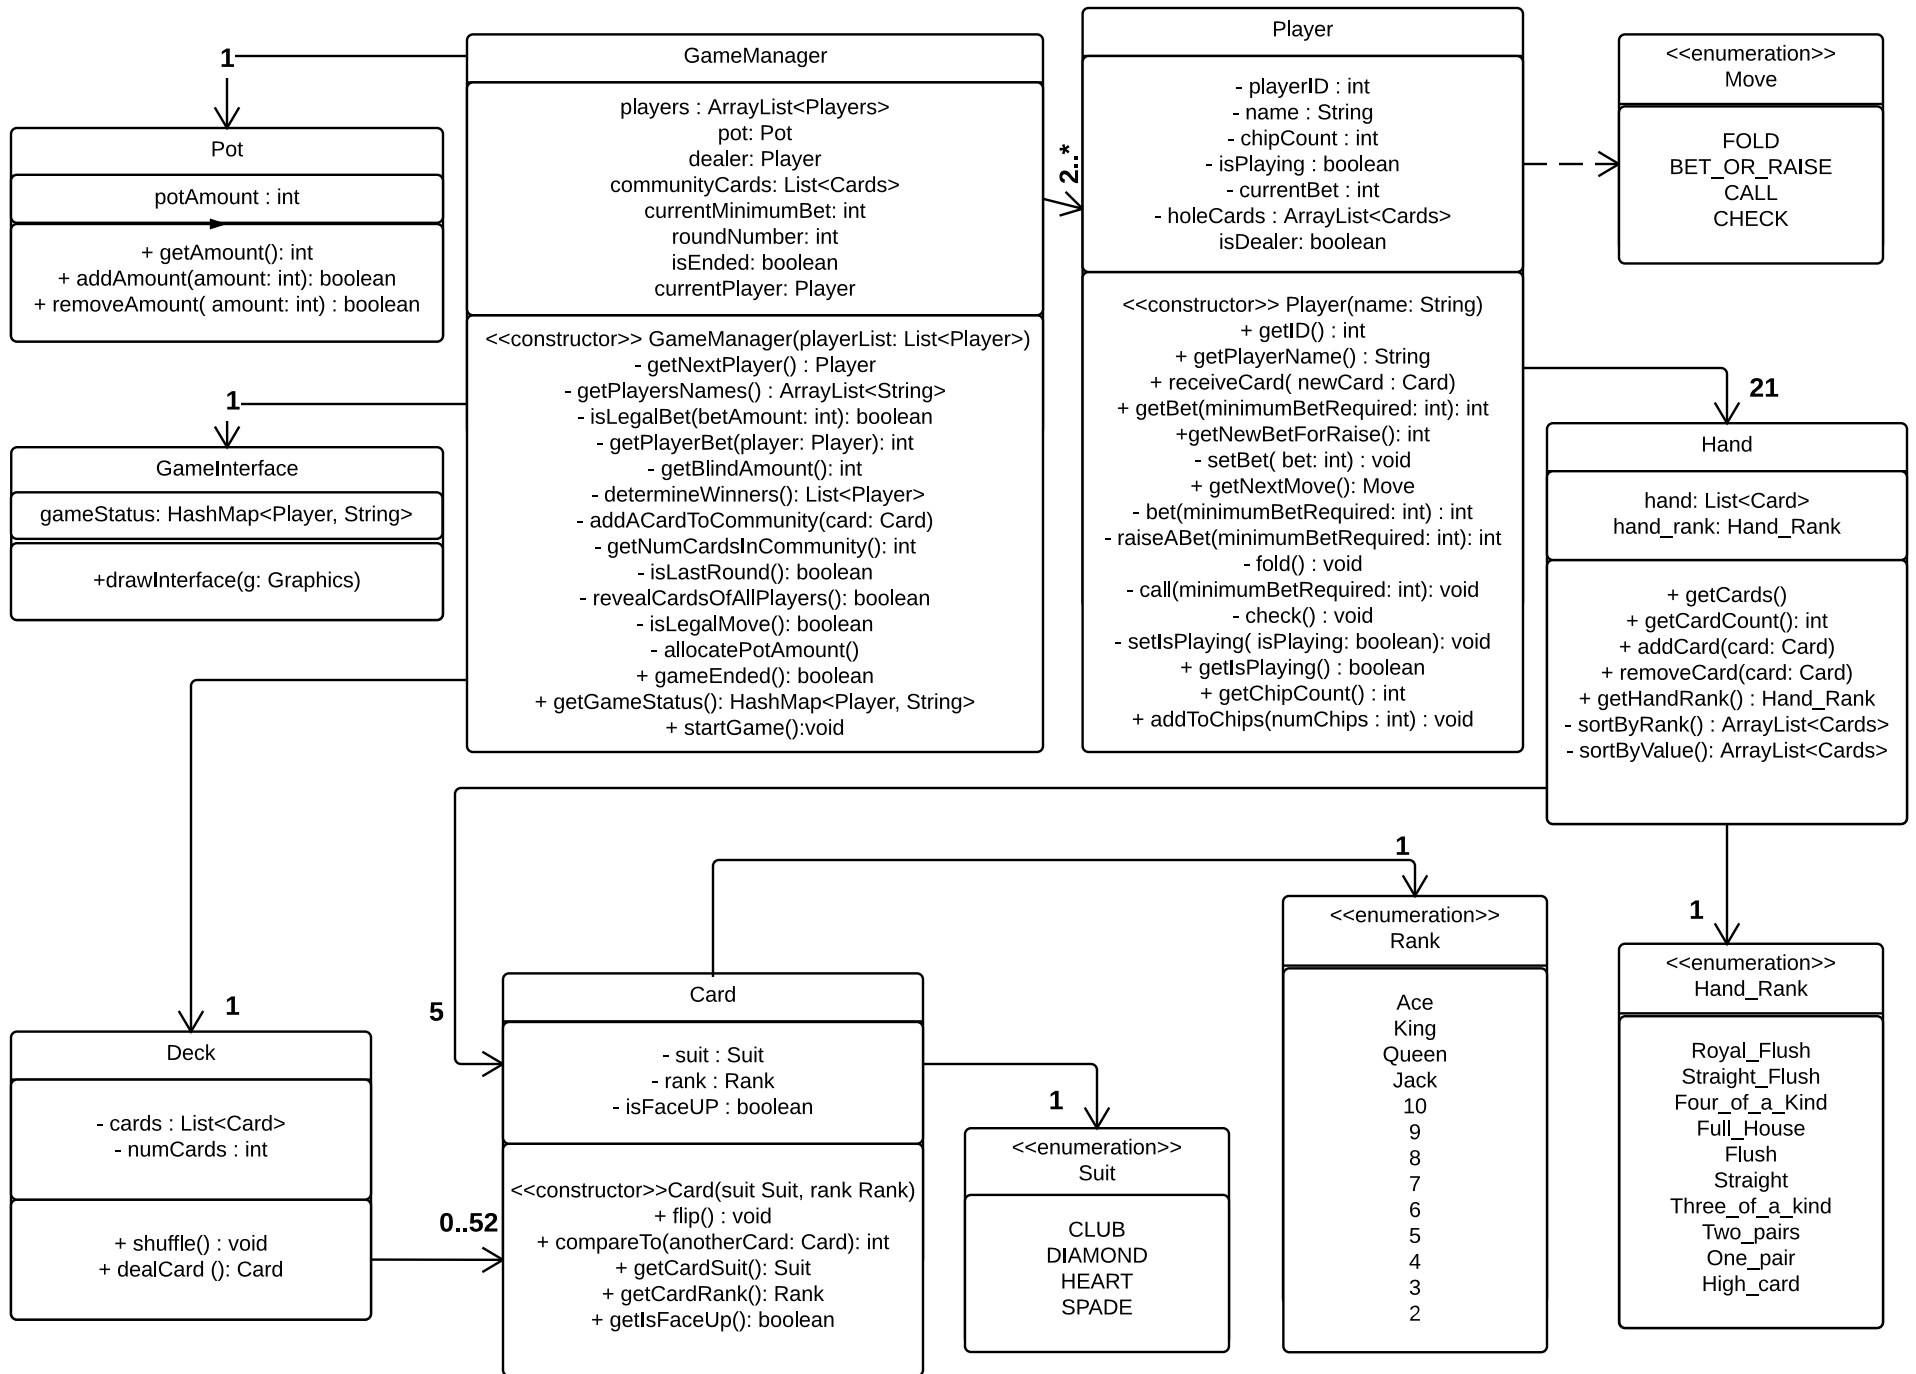 1
GameManager
players : ArrayList<Players>
pot: Pot
dealer: Player
communityCards: List<Cards>
currentMinimumBet: int
roundNumber: int
isEnded: boolean
currentPlayer: Player
<<constructor>> GameManager(playerList: List<Player>)
- getNextPlayer() : Player
- getPlayersNames() : ArrayList<String>
- isLegalBet(betAmount: int): boolean
- getPlayerBet(player: Player): int
- getBlindAmount(): int
- determineWinners(): List<Player>
- addACardToCommunity(card: Card)
- getNumCardsInCommunity(): int
- isLastRound(): boolean
- revealCardsOfAllPlayers(): boolean
- isLegalMove(): boolean
- allocatePotAmount()
+ gameEnded(): boolean
+ getGameStatus(): HashMap<Player, String>
+ startGame():void
2..*
Player
- playerID : int
- name : String
- chipCount : int
- isPlaying : boolean
- currentBet : int
- holeCards : ArrayList<Cards>
isDealer: boolean
<<constructor>> Player(name: String)
+ getID() : int
+ getPlayerName() : String
+ receiveCard( newCard : Card)
+ getBet(minimumBetRequired: int): int
+getNewBetForRaise(): int
- setBet( bet: int) : void
+ getNextMove(): Move
- bet(minimumBetRequired: int) : int
- raiseABet(minimumBetRequired: int): int
- fold() : void
- call(minimumBetRequired: int): void
- check() : void
- setIsPlaying( isPlaying: boolean): void
+ getIsPlaying() : boolean
+ getChipCount() : int
+ addToChips(numChips : int) : void
<<enumeration>>
Move
FOLD
BET_OR_RAISE
CALL
CHECK
Pot
potAmount : int
+ getAmount(): int
+ addAmount(amount: int): boolean
+ removeAmount( amount: int) : boolean
1
GameInterface
gameStatus: HashMap<Player, String>
+drawInterface(g: Graphics)
21
Hand
hand: List<Card>
hand_rank: Hand_Rank
+ getCards()
+ getCardCount(): int
+ addCard(card: Card)
+ removeCard(card: Card)
+ getHandRank() : Hand_Rank
- sortByRank() : ArrayList<Cards>
- sortByValue(): ArrayList<Cards>
1
Deck
- cards : List<Card>
- numCards : int
+ shuffle() : void
+ dealCard (): Card
5
0..52
Card
- suit : Suit
- rank : Rank
- isFaceUP : boolean
<<constructor>>Card(suit Suit, rank Rank)
+ flip() : void
+ compareTo(anotherCard: Card): int
+ getCardSuit(): Suit
+ getCardRank(): Rank
+ getIsFaceUp(): boolean
1
<<enumeration>>
Suit
CLUB
DIAMOND
HEART
SPADE
1
<<enumeration>>
Rank
Ace
King
Queen
Jack
10
9
8
7
6
5
4
3
2
1
<<enumeration>>
Hand_Rank
Royal_Flush
Straight_Flush
Four_of_a_Kind
Full_House
Flush
Straight
Three_of_a_kind
Two_pairs
One_pair
High_card